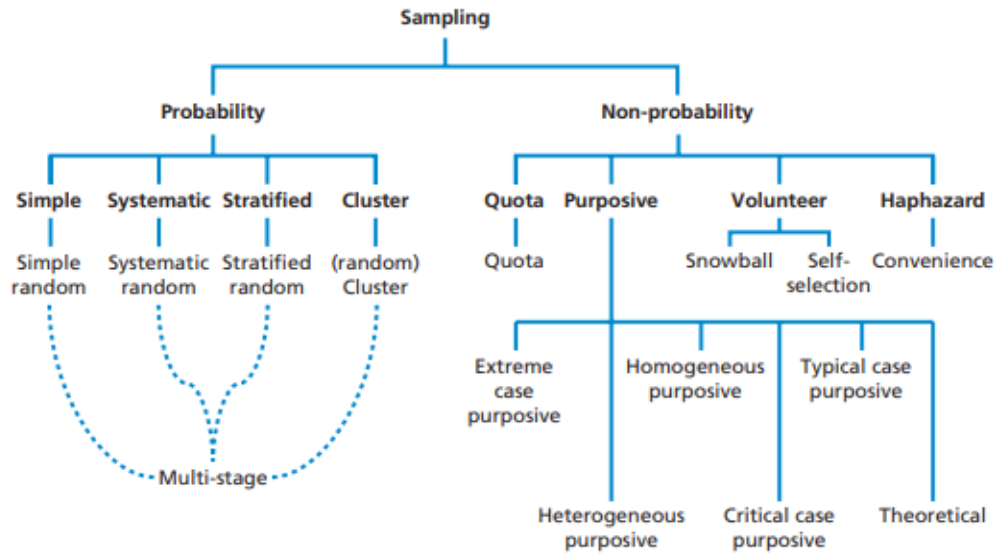 Sampling
Probability Non-probability
Simple Systematic Stratified Cluster Quota Purposive Volunteer Haphazard
Simple random
Systematic random
Stratified random
(random) Cluster
Quota
Snowball
Self-
selection
Convenience
Extreme
case
purposive
Homogeneous
purposive
Typical case
purposive
Multi-stage
Heterogeneous
purposive
Critical case
purposive
Theoretical